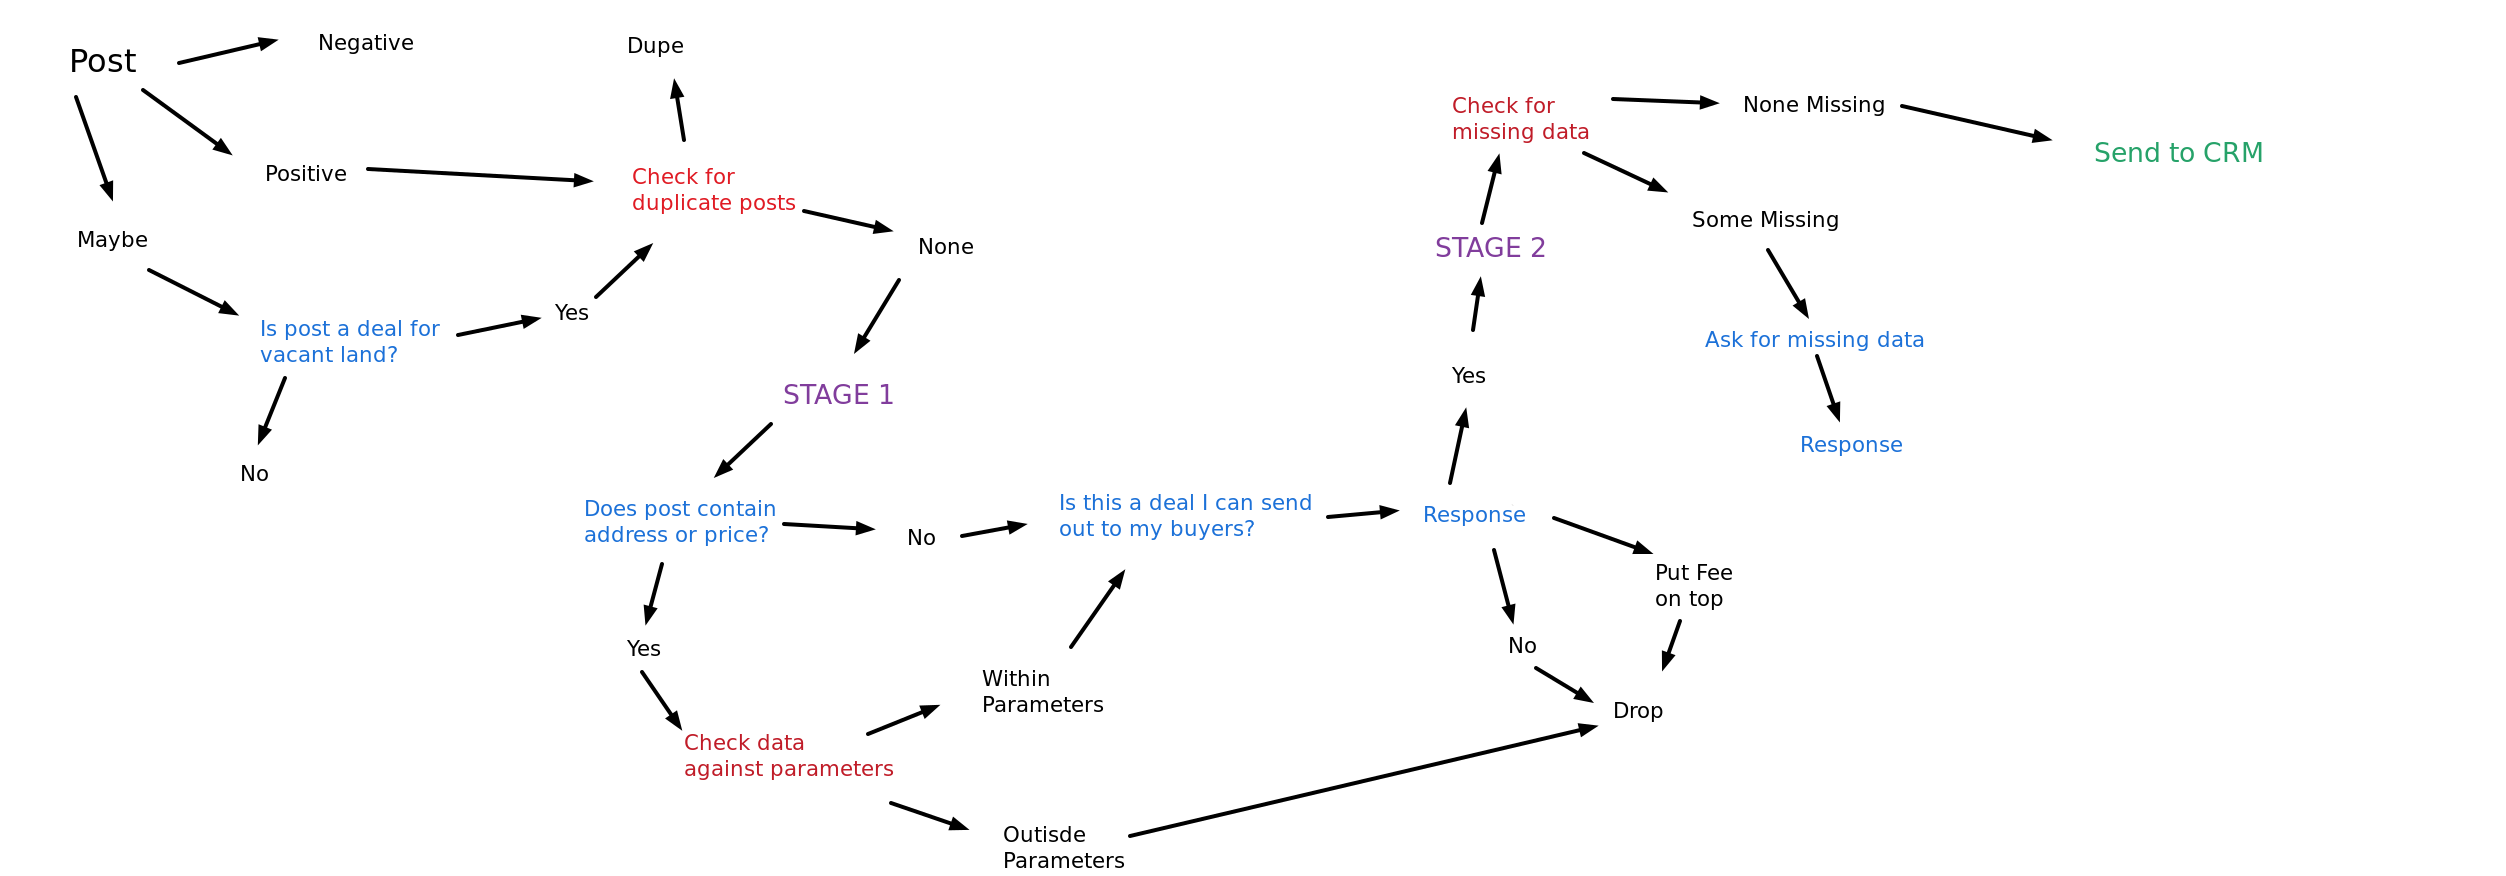 Post
Negative
Dupe
Positive
Check for
duplicate posts
Maybe
None
Is post a deal for
vacant land?
Yes
No
STAGE 1
Does post contain
address or price?
No
Is this a deal I can send
out to my buyers?
Yes
Check data
against parameters
Within
Parameters
Outisde
Parameters
Response
Yes
No
Put Fee
on top
Drop
STAGE 2
Check for
missing data
None Missing
Send to CRM
Some Missing
Ask for missing data
Response